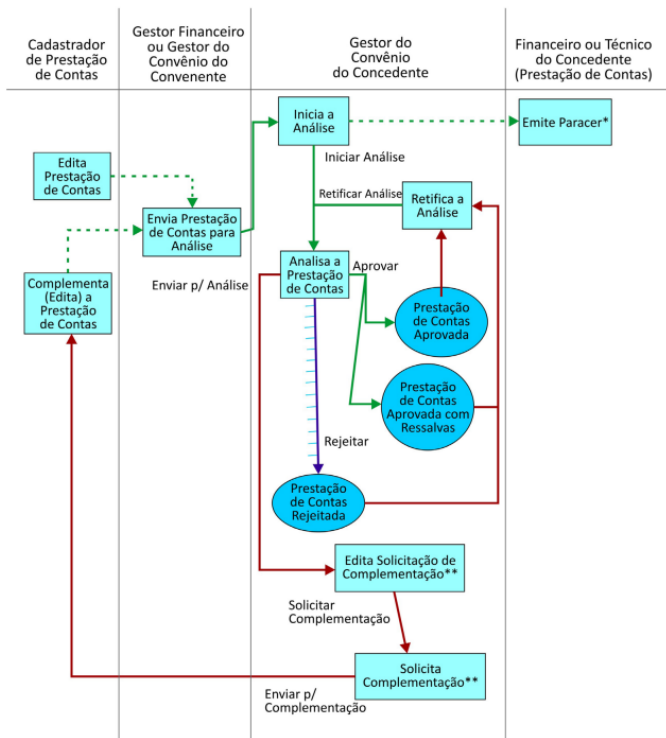 Cadastrador
de Prestação
de Contas
Gestor Financeiro
ou Gestor do
Convênio do
Convenente
Gestor do
Convênio
do Concedente
Financeiro ou Técnico
do Concedente
(Prestação de Contas)
Inicia a
Análise
Emite Paracer*
Iniciar Análise
Edita
Prestação
de Contas
Retificar Análise
Retifica a
Análise
Envia Prestação
de Contas para
Análise
Enviar p/ Análise
Analisa a
Prestação
de Contas
Aprovar
Complementa
(Edita) a
Prestação
de Contas
Prestação
de Contas
Aprovada
Prestação
de Contas
Aprovada com
Ressalvas
Rejeitar
Prestação
de Contas
Rejeitada
Edita Solicitação de
Complementação**
Solicitar
Complementação
Solicita
Complementação**
Enviar p/
Complementação